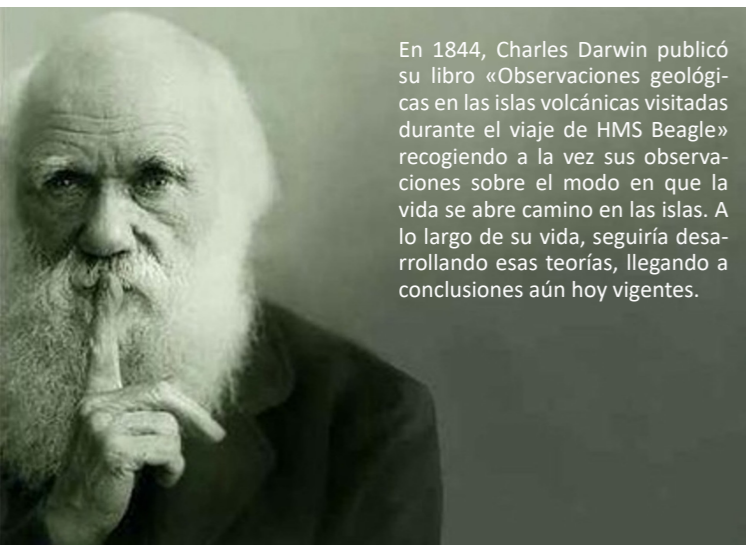 En 1844, Charles Darwin publicó
su libro «Observaciones geológi-
cas en las islas volcánicas visitadas
durante el viaje de HMS Beagle»
recogiendo a la vez sus observa-
ciones sobre el modo en que la
vida se abre camino en las islas. A
lo largo de su vida, seguiría desa-
rrollando esas teorías, llegando a
conclusiones aún hoy vigentes.